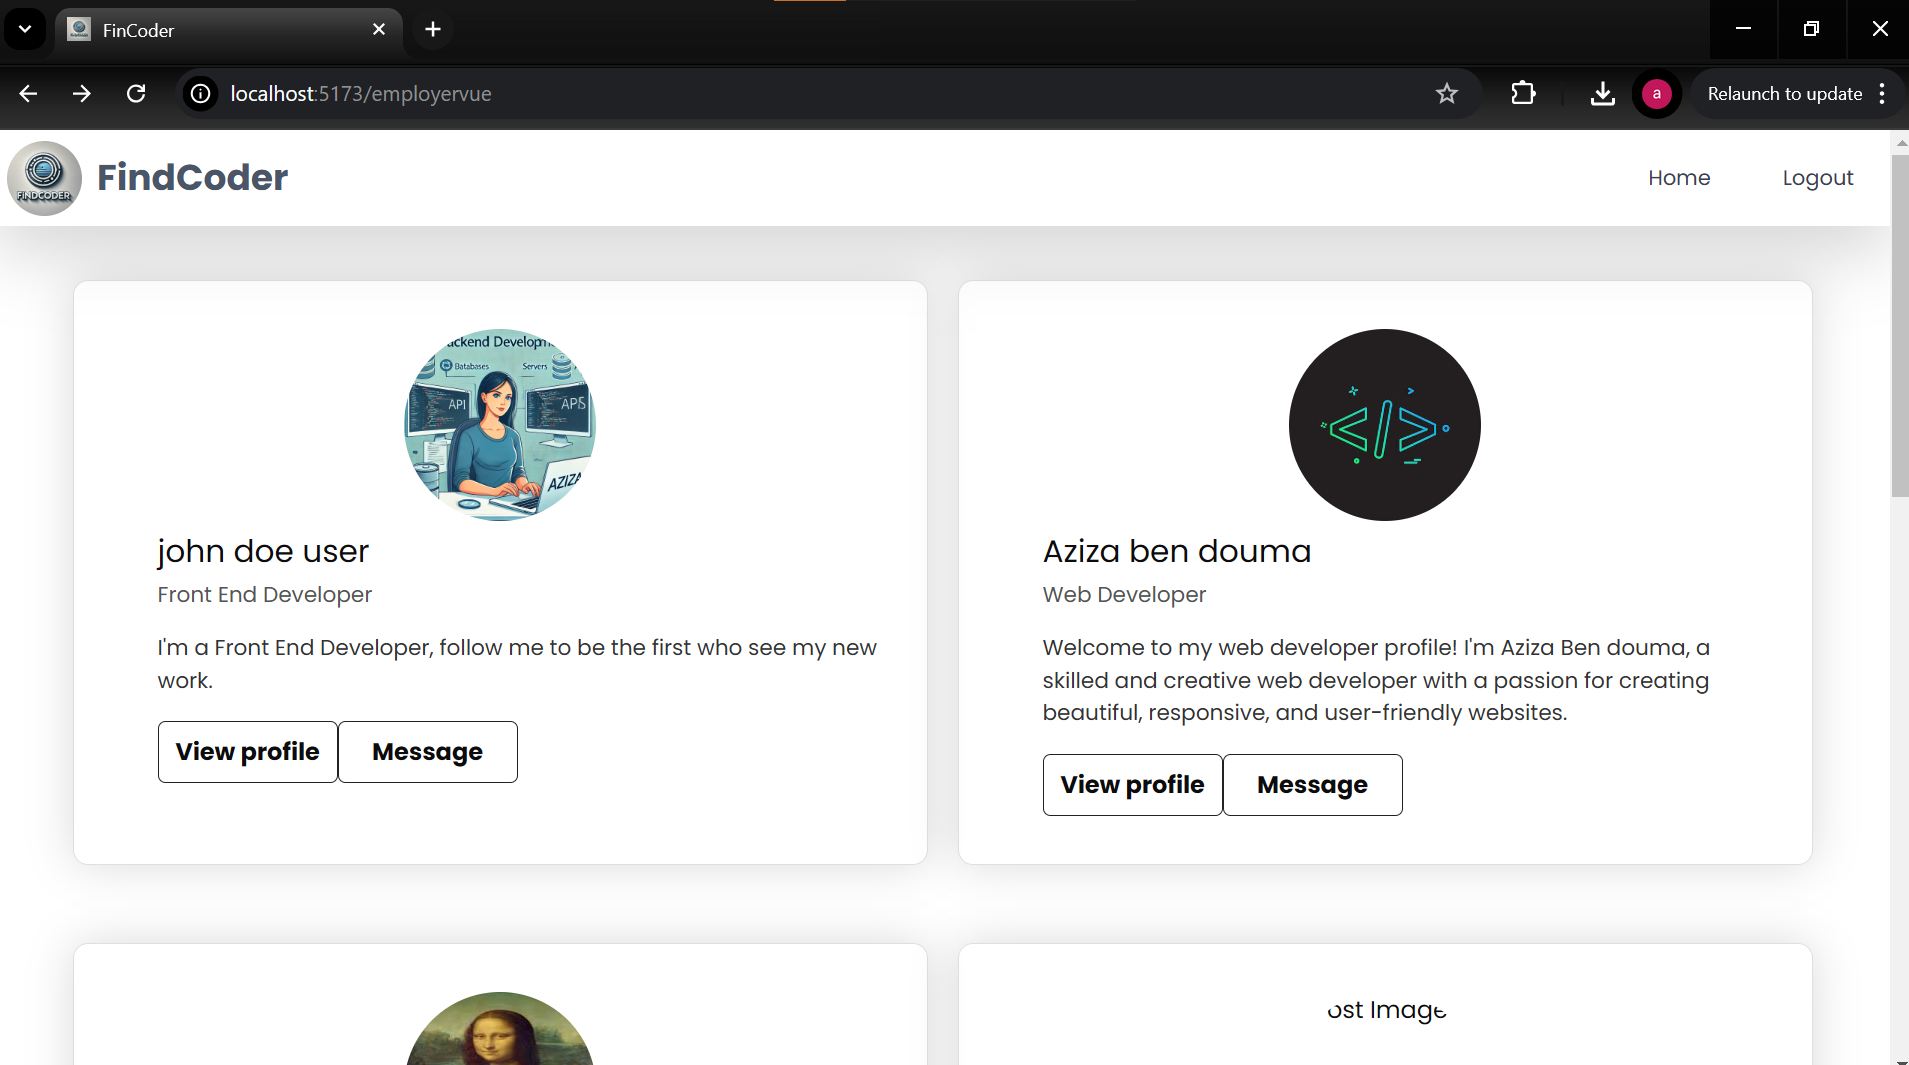 FinCoder
localhost:5173/employervue
a
Relaunch to update
FINDCODER
FindCoder
Home
Logout
ackend Developm
Databases
Servers
API
APIS
AZIZA
john doe user
Front End Developer
I'm a Front End Developer, follow me to be the first who see my new
work.
View profile
Message
</>
Aziza ben douma
Web Developer
Welcome to my web developer profile! I'm Aziza Ben douma, a
skilled and creative web developer with a passion for creating
beautiful, responsive, and user-friendly websites.
View profile
Message
ost Image